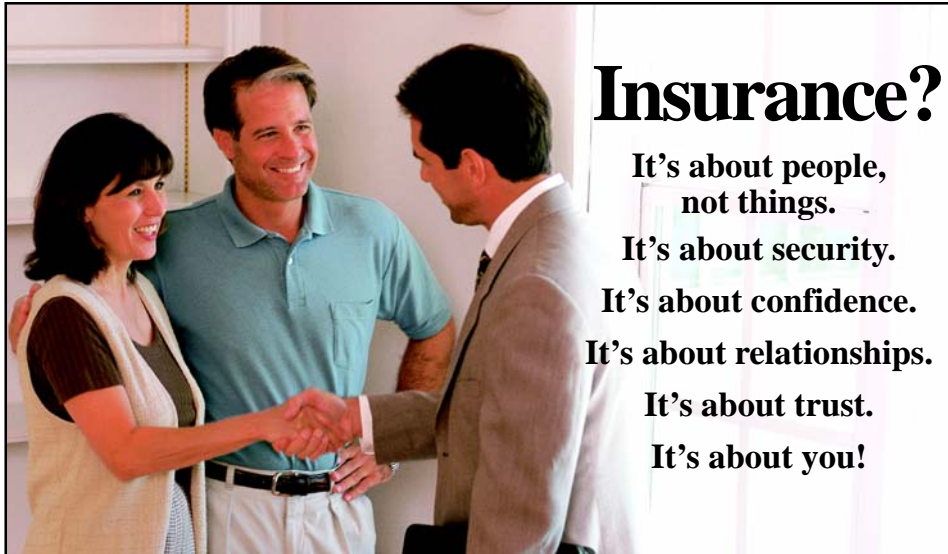 Insurance?
It’s about people,
not things.
It’s about security.
It’s about confidence.
It’s about relationships.
It’s about trust.
It’s about you!